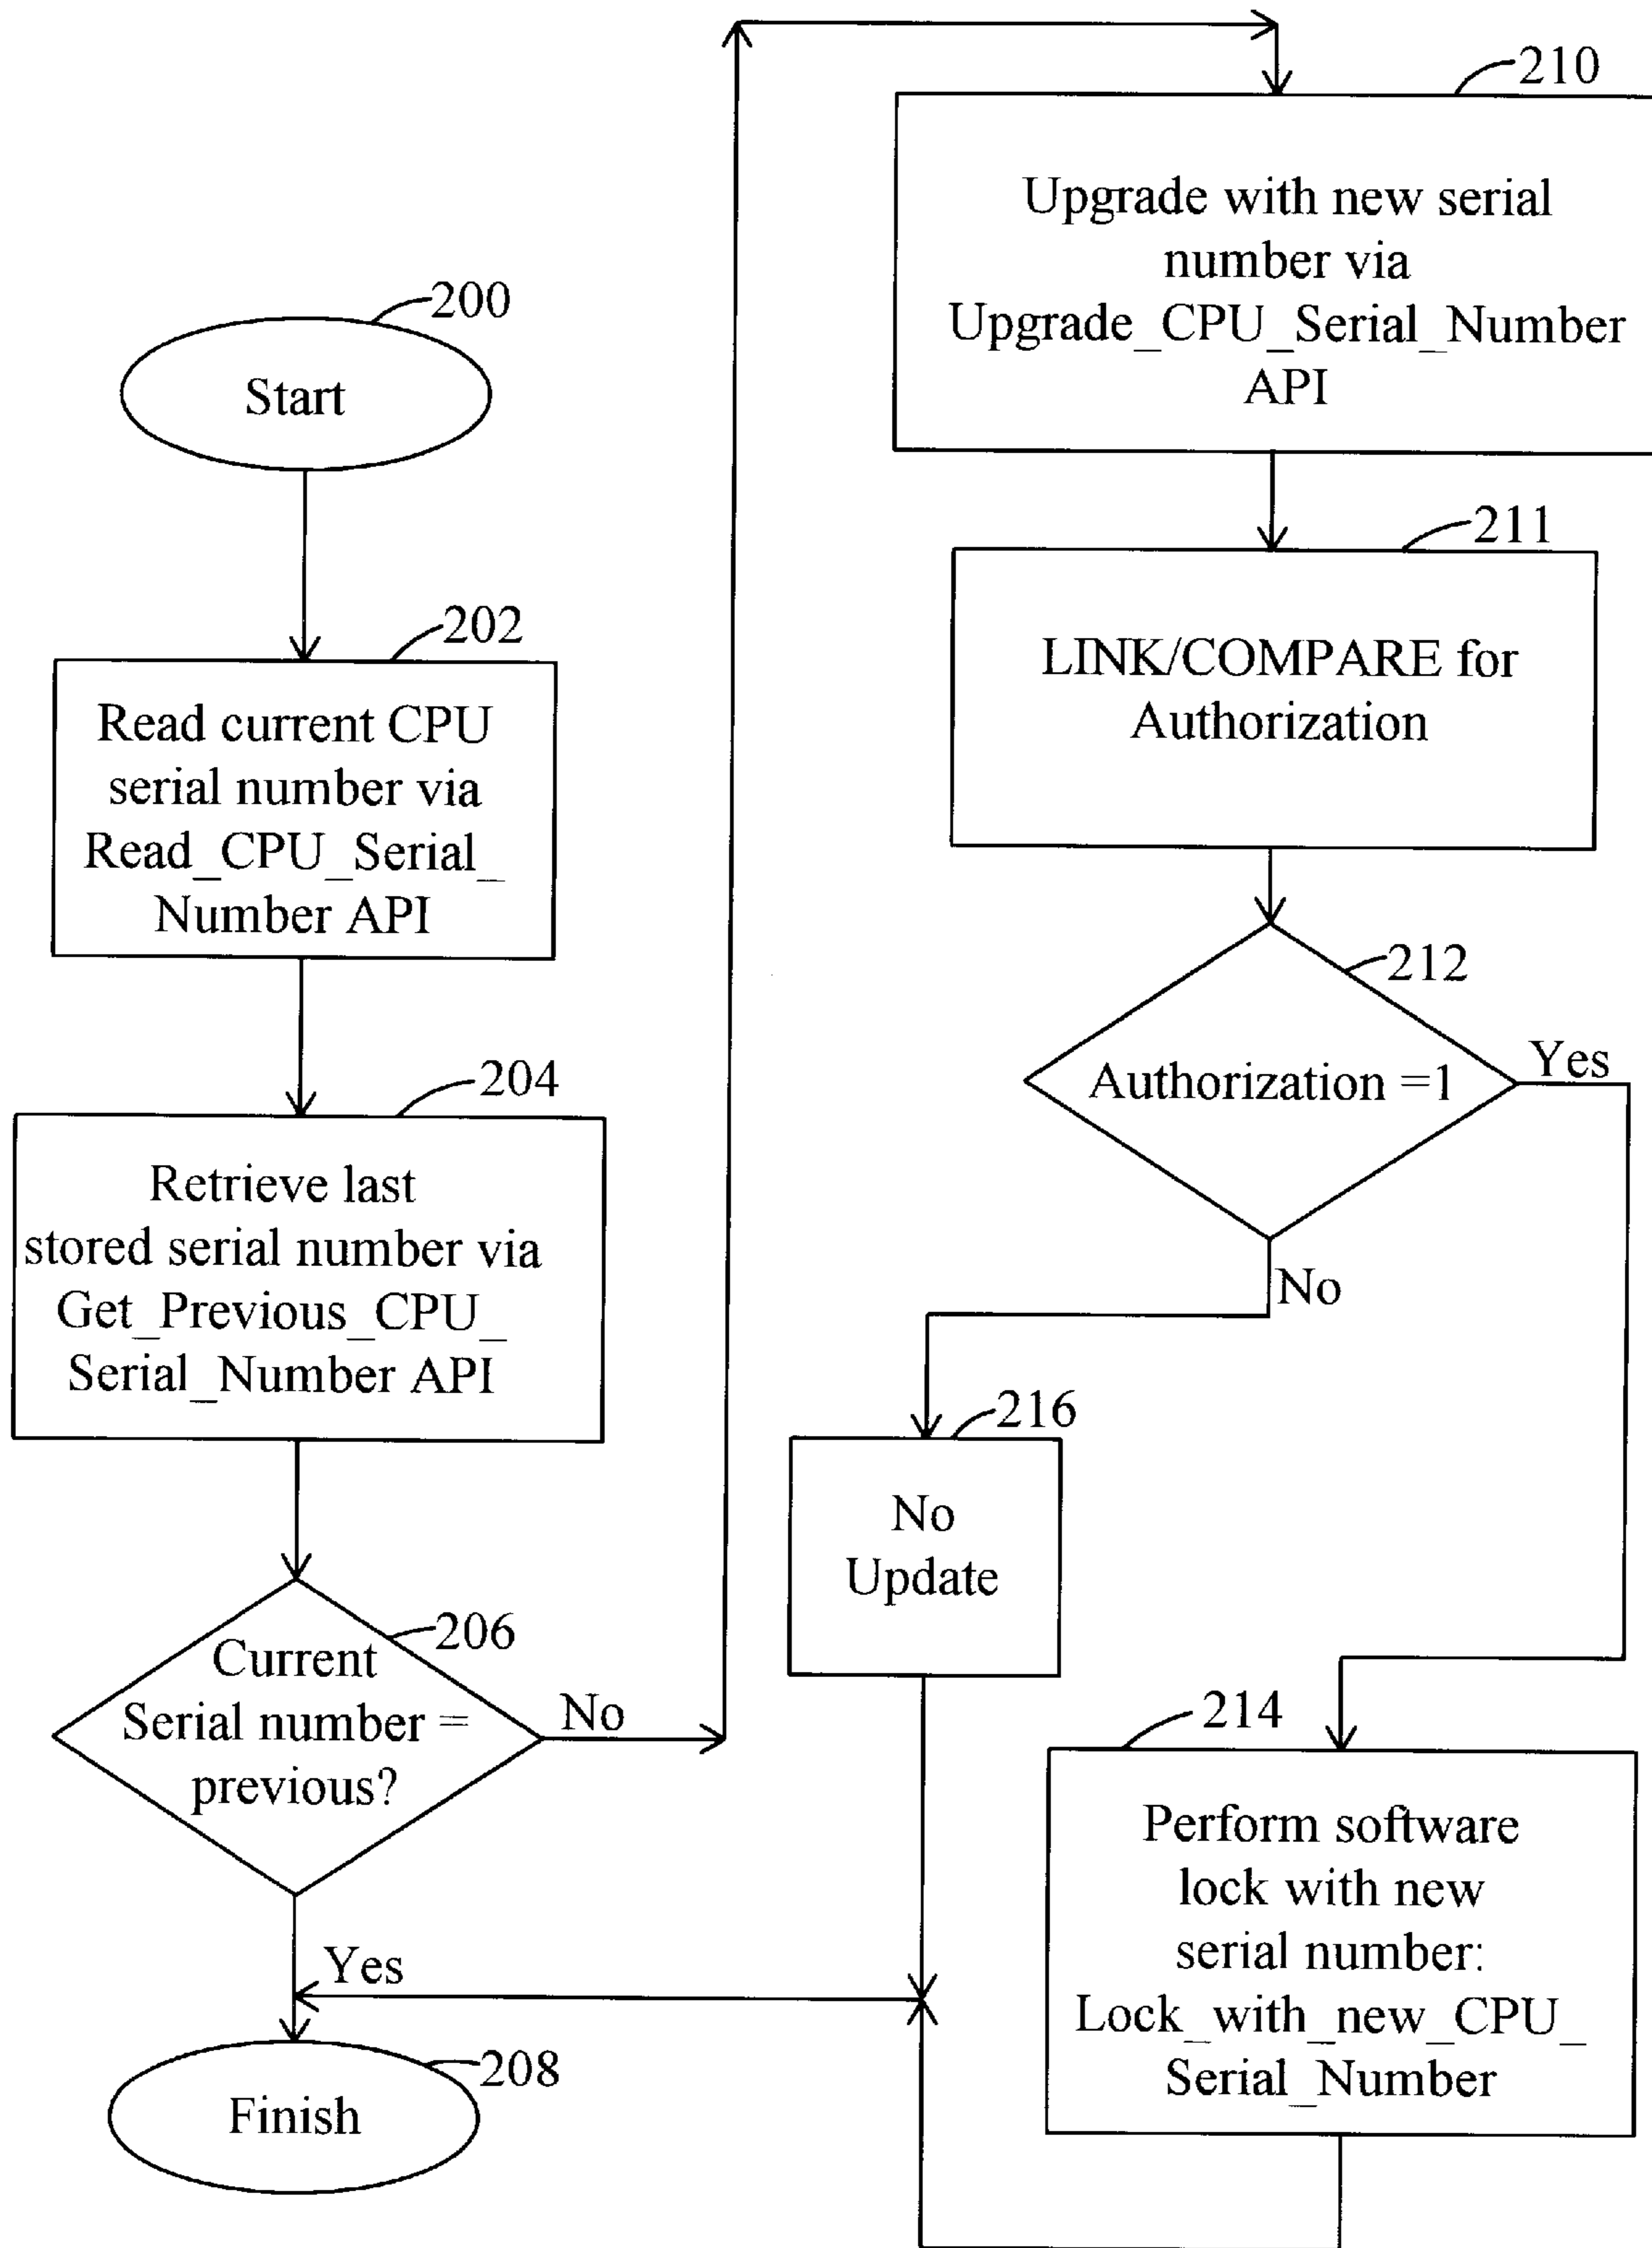 200
Start
202
Read current CPU
serial number via
Read_CPU_Serial_
Number API
204
Retrieve last
stored serial number via
Get_Previous_CPU_
Serial_Number API
206
Current
Serial number =
previous?
No
Yes
208
Finish
210
Upgrade with new serial
number via
Upgrade_CPU_Serial_Number
API
211
LINK/COMPARE for
Authorization
212
Authorization =1
Yes
No
216
No
Update
214
Perform software
lock with new
serial number:
Lock_with_new_CPU_
Serial_Number